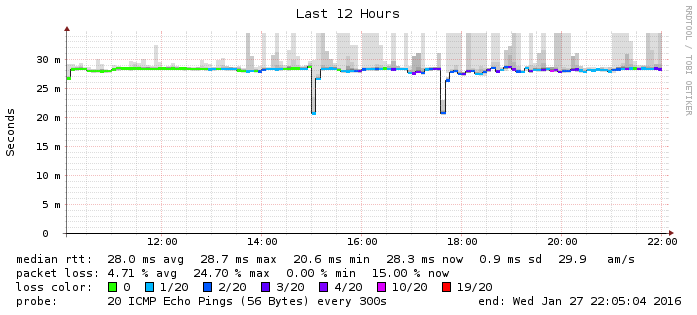 Last 12 Hours
RRDTOOL / TOBI OETIKER
Seconds
30 m
25 m
20 m
15 m
10 m
5 m
0
12:00 14:00 16:00 18:00 20:00 22:00
median rtt: 28.0 ms avg 28.7 ms max 20.6 ms min 28.3 ms now 0.9 ms sd 29.9 am/s
packet loss: 4.71 % avg 24.70 % max 0.00 % min 15.00 % now
loss color: 0 1/20 2/20 3/20 4/20 10/20 19/20
probe: 20 ICMP Echo Pings (56 Bytes) every 300s end: Wed Jan 27 22:05:04 2016